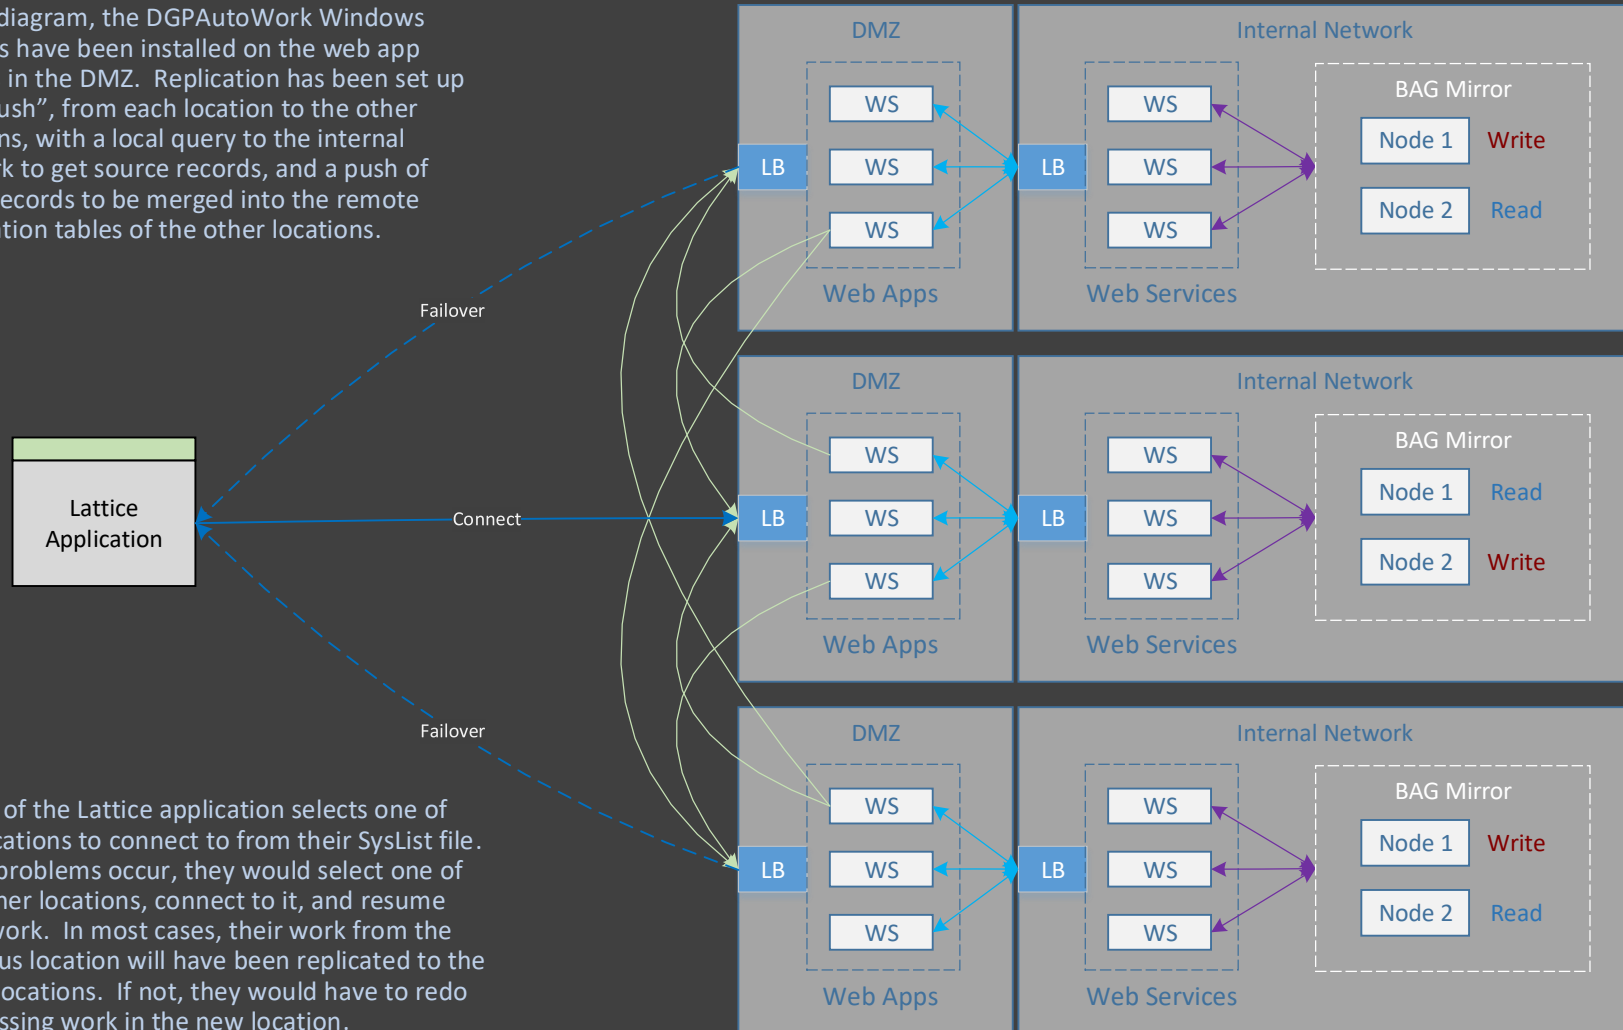 diagram, the DGPAutoWork Windows
s have been installed on the web app
in the DMZ. Replication has been set up
ush”, from each location to the other
ns, with a local query to the internal
k to get source records, and a push of
ecords to be merged into the remote
ation tables of the other locations.
Failover
Lattice
Application
Connect
Failover
of the Lattice application selects one of
cations to connect to from their SysList file.
problems occur, they would select one of
her locations, connect to it, and resume
work. In most cases, their work from the
us location will have been replicated to the
locations. If not, they would have to redo
ssing work in the new location.
DMZ
LB
WS
WS
WS
Web Apps
Internal Network
LB
WS
WS
WS
Web Services
BAG Mirror
Node 1 Write
Node 2 Read
DMZ
LB
WS
WS
WS
Web Apps
Internal Network
LB
WS
WS
WS
Web Services
BAG Mirror
Node 1 Read
Node 2 Write
DMZ
LB
WS
WS
WS
Web Apps
Internal Network
LB
WS
WS
WS
Web Services
BAG Mirror
Node 1 Write
Node 2 Read